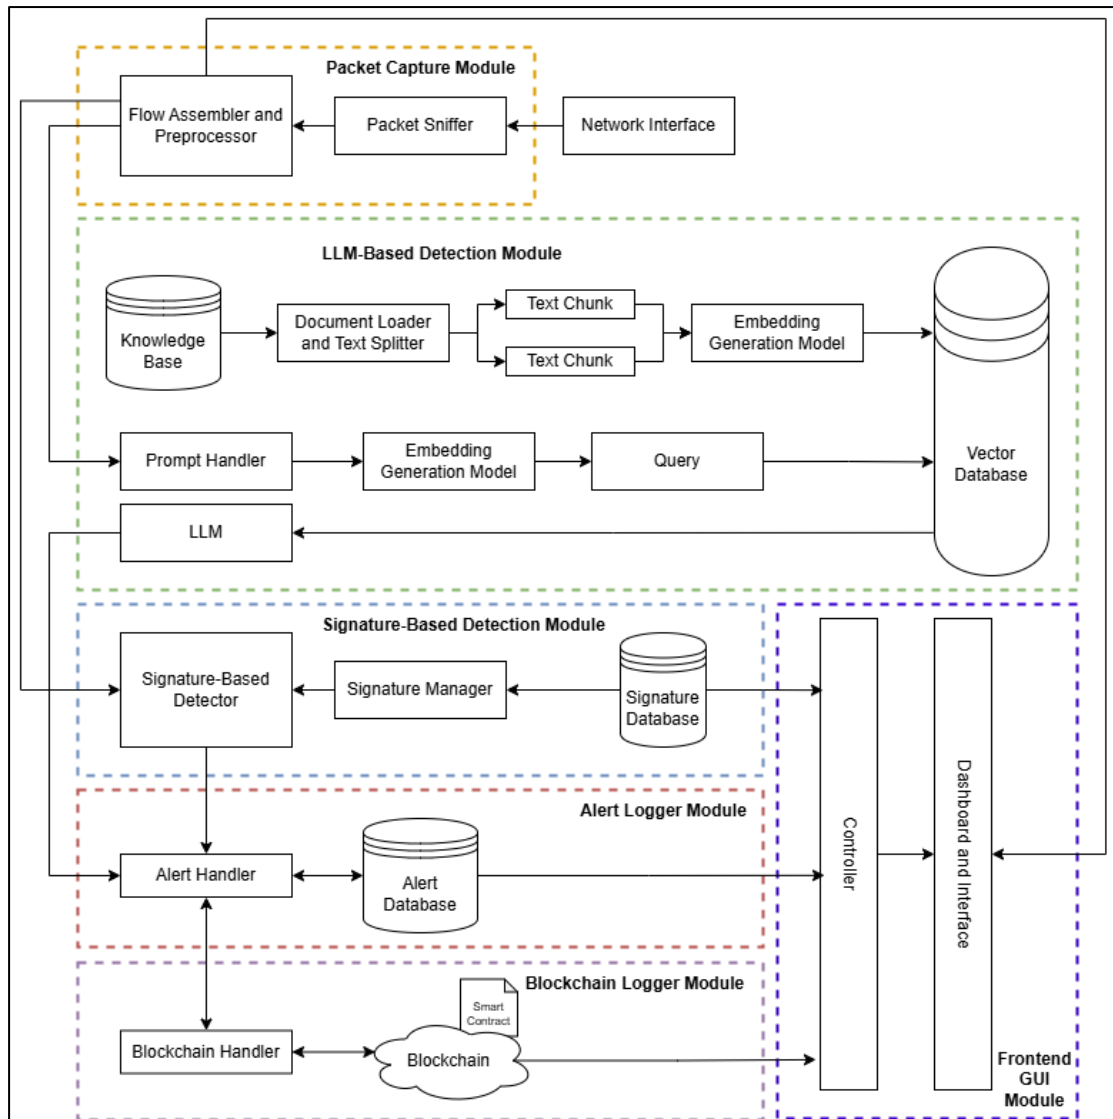 Packet Capture Module
Flow Assembler and
Preprocessor
Packet Sniffer
Network Interface
LLM-Based Detection Module
Knowledge
Base
Document Loader
and Text Splitter
Text Chunk
Text Chunk
Embedding
Generation Model
Vector
Database
Prompt Handler
Embedding
Generation Model
Query
LLM
Signature-Based Detection Module
Signature-Based
Detector
Signature Manager
Signature
Database
Alert Logger Module
Alert Handler
Alert
Database
Blockchain Logger Module
Smart
Contract
Blockchain Handler
Blockchain
Controller
Dashboard and Interface
Frontend
GUI
Module